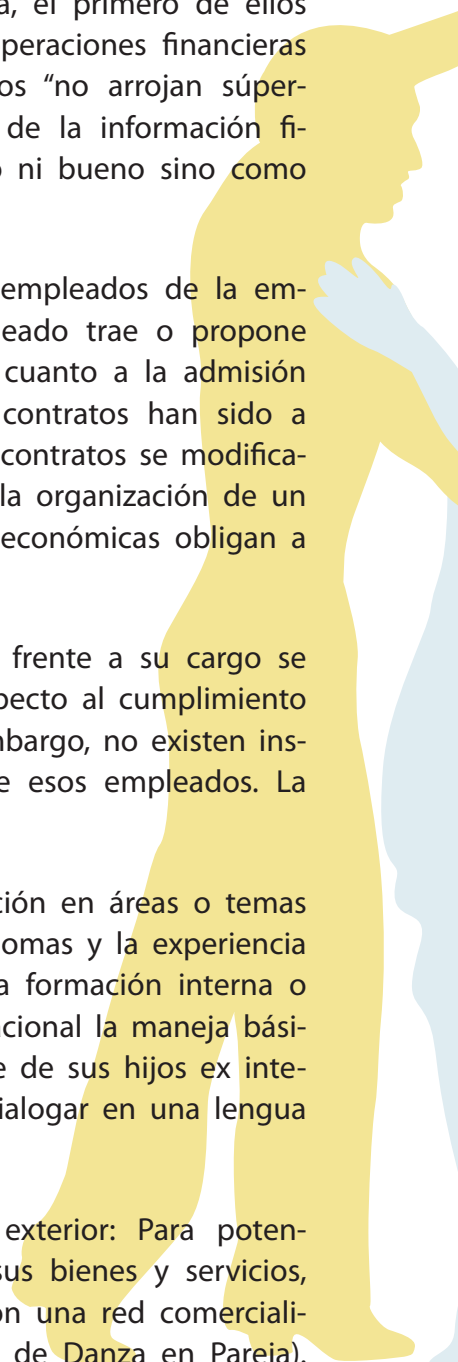 a, el primero de ellos
peraciones financieras
os “no arrojan súper-
de la información fi-
o ni bueno sino como
empleados de la em-
eado trae o propone
cuanto a la admisión
contratos han sido a
contratos se modifica-
la organización de un
económicas obligan a
frente a su cargo se
pecto al cumplimiento
mbargo, no existen ins-
e esos empleados. La
ción en áreas o temas
iomas y la experiencia
a formación interna o
acional la maneja bási-
e de sus hijos ex inte-
dialogar en una lengua
exterior: Para poten-
sus bienes y servicios,
on una red comerciali-
de Danza en Pareja).